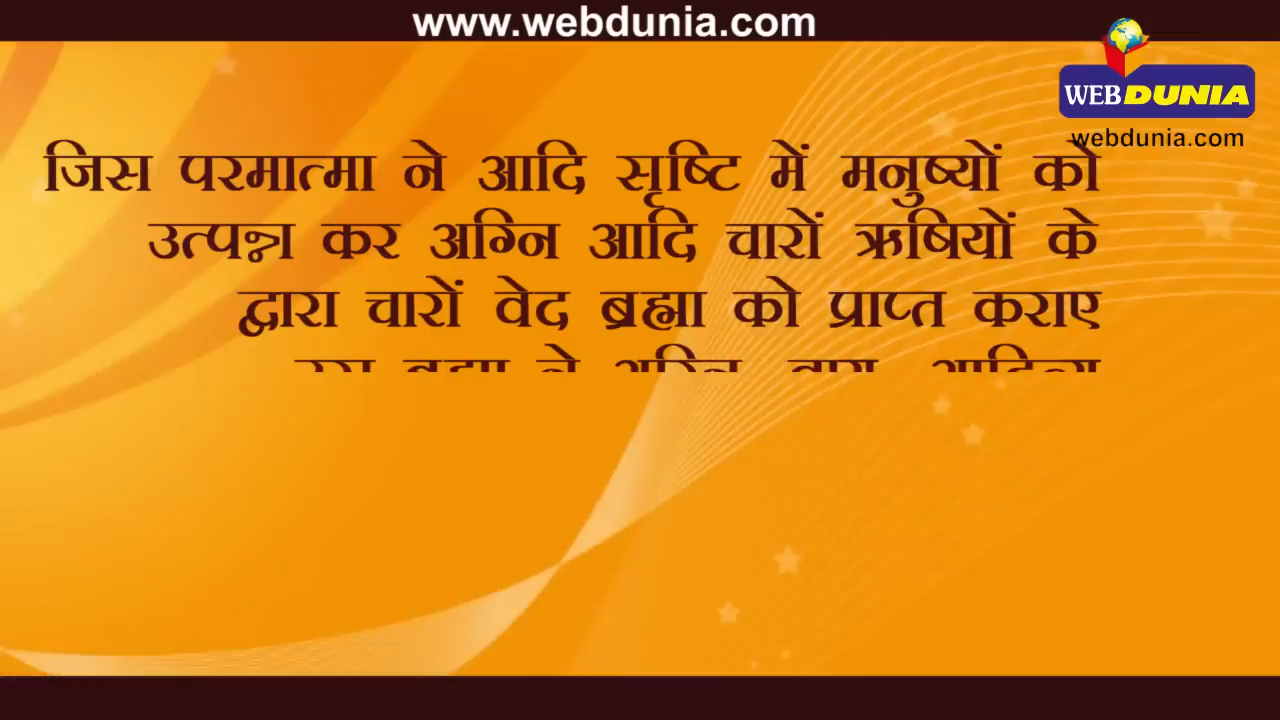 www.webdunia.com
WEBDUNIA
webdunia.com
जिस परमात्मा ने आदि सृष्टि में मनुष्यों को
उत्पन्न कर अग्नि आदि चारों ऋषियों के
द्वारा चारों वेद ब्रह्मा को प्राप्त कराए